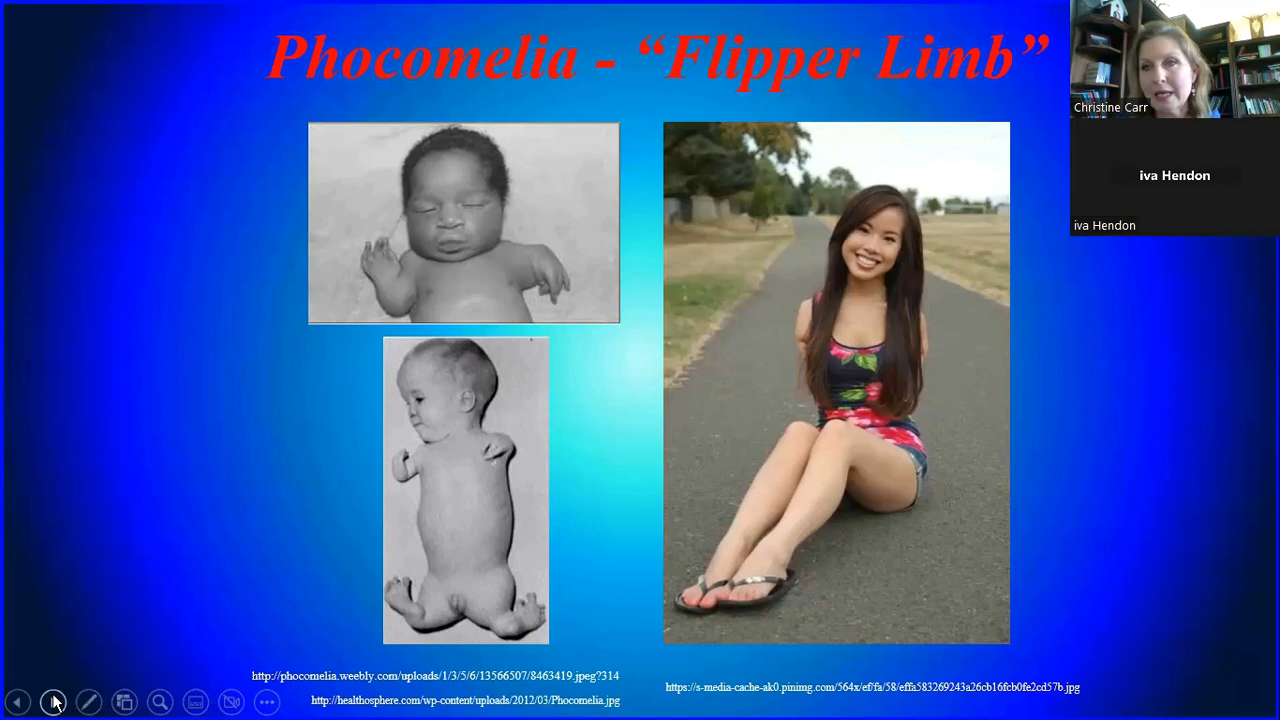 Phocomelia - “Flipper Limb”
Christine Carr
iva Hendon
iva Hendon
http://phocomelia.weebly.com/uploads/1/3/5/6/13566507/8463419.jpeg?314
http://healthosphere.com/wp-content/uploads/2012/03/Phocomelia.jpg
https://s-media-cache-ak0.pinimg.com/564x/ef/fa/58/effa583269243a26cb16fcb0fe2cd57b.jpg